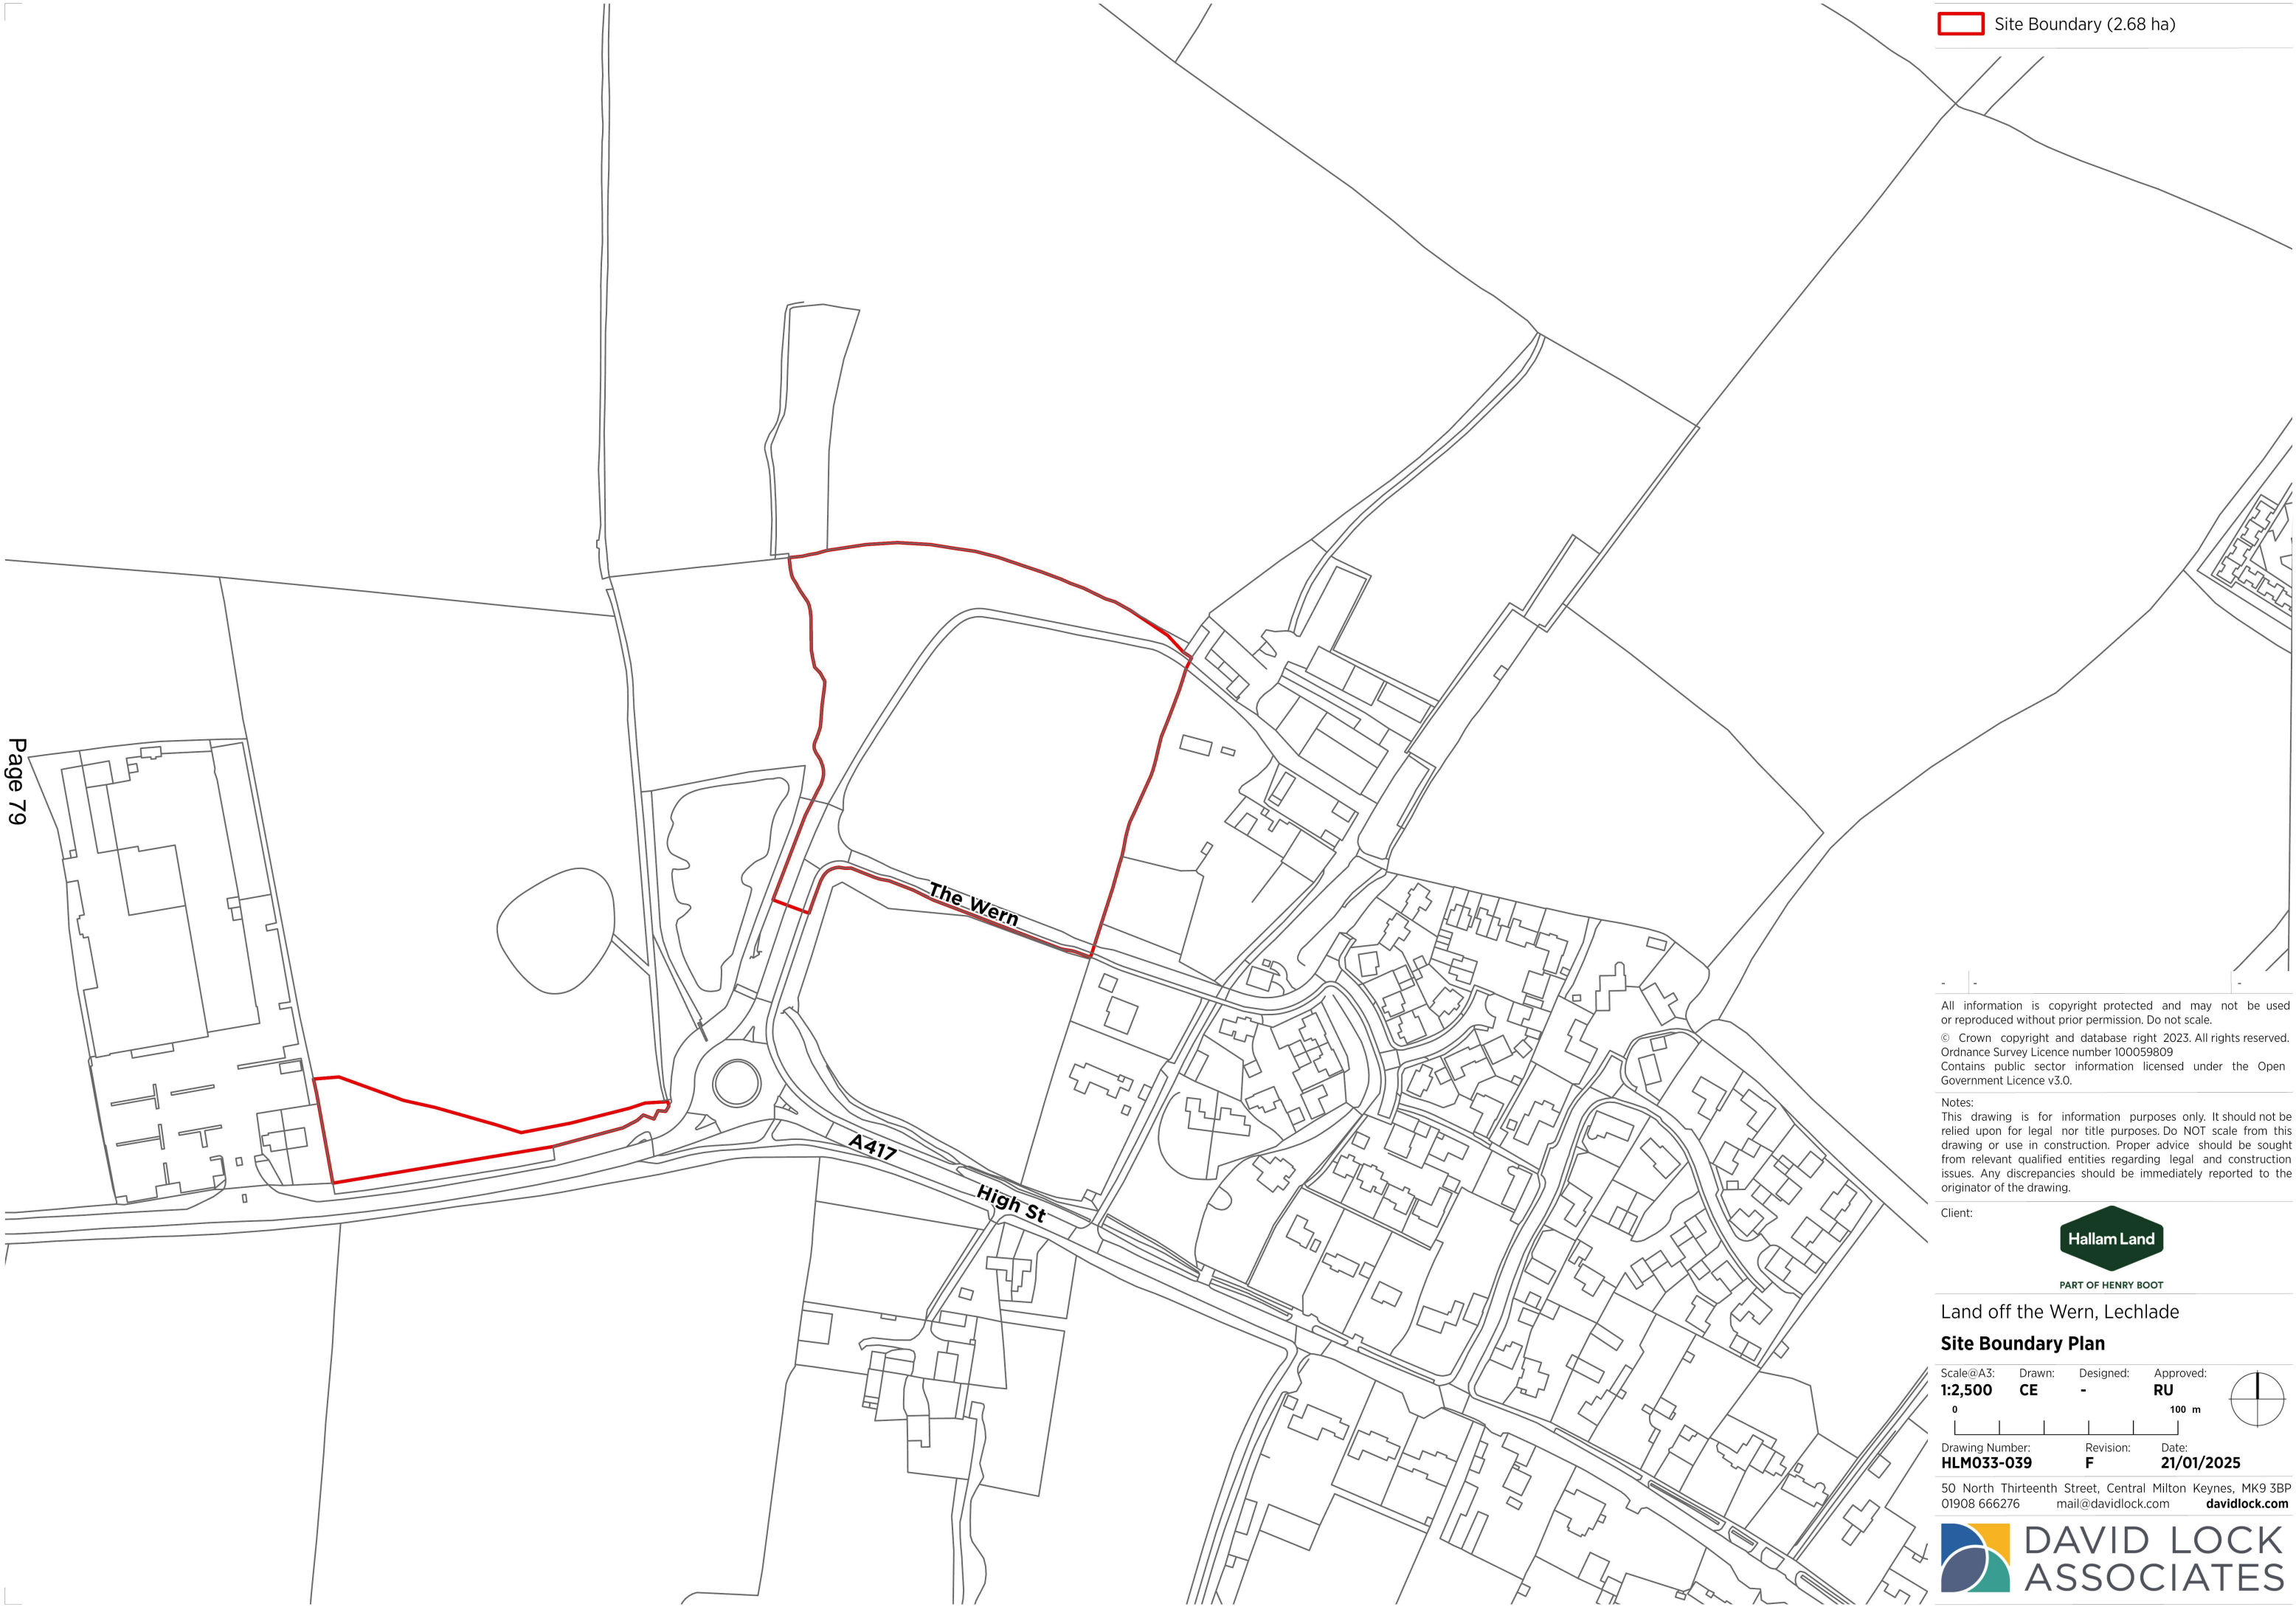 Site Boundary (2.68 ha)
Page 79
The Wern
A417
High St
- - -
All information is copyright protected and may not be used
or reproduced without prior permission. Do not scale.
© Crown copyright and database right 2023. All rights reserved.
Ordnance Survey Licence number 100059809
Contains public sector information licensed under the Open
Government Licence v3.0.
Notes:
This drawing is for information purposes only. It should not be
relied upon for legal nor title purposes. Do NOT scale from this
drawing or use in construction. Proper advice should be sought
from relevant qualified entities regarding legal and construction
issues. Any discrepancies should be immediately reported to the
originator of the drawing.
Client:
Hallam Land
PART OF HENRY BOOT
Land off the Wern, Lechlade
Site Boundary Plan
Scale@A3: Drawn: Designed: Approved:
1:2,500 CE - RU
0 100 m
Drawing Number: Revision: Date:
HLM033-039 F 21/01/2025
50 North Thirteenth Street, Central Milton Keynes, MK9 3BP
01908 666276 mail@davidlock.com davidlock.com
DAVID LOCK
ASSOCIATES